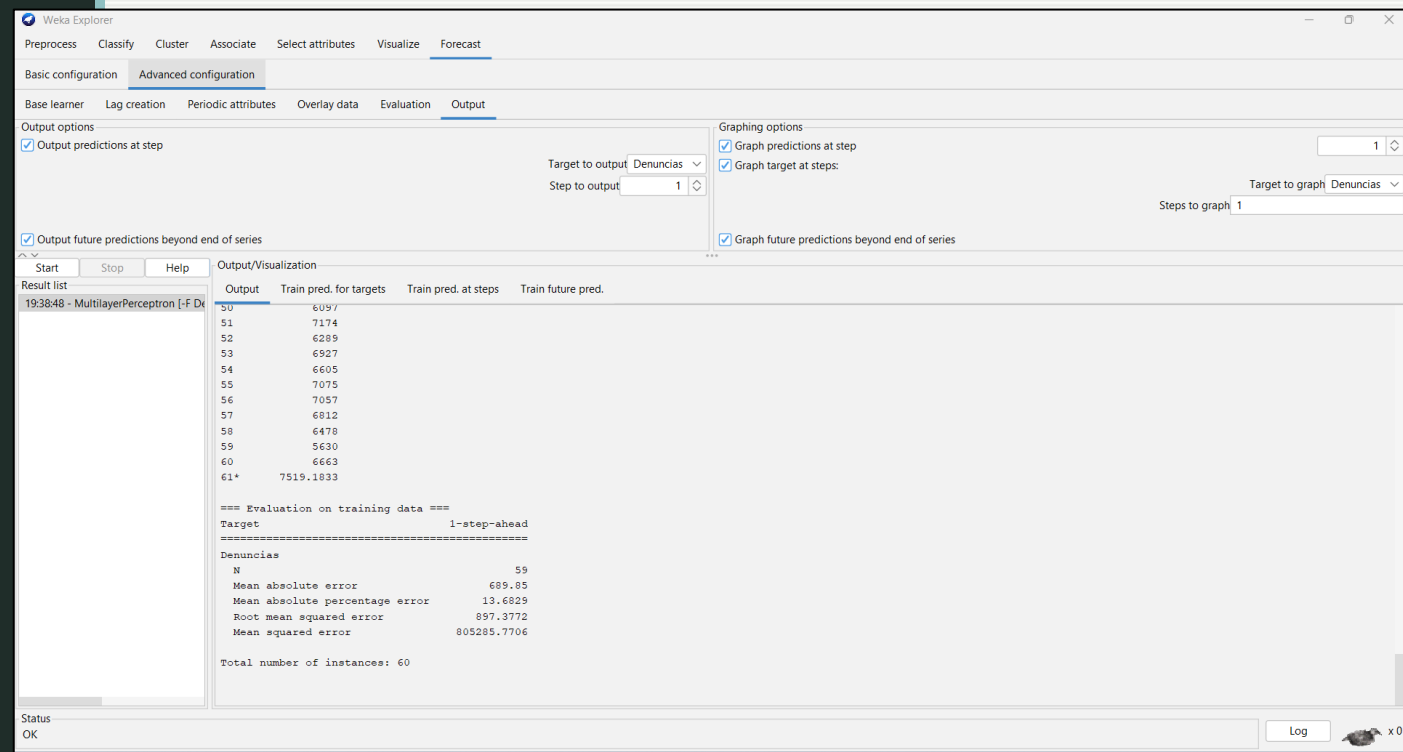 Weka Explorer
Preprocess Classify Cluster Associate Select attributes Visualize Forecast
Basic configuration Advanced configuration
Base learner Lag creation Periodic attributes Overlay data Evaluation Output
Output options
Output predictions at step
Target to output Denuncias
Step to output 1
Output future predictions beyond end of series
Graphing options
Graph predictions at step 1
Graph target at steps:
Target to graph Denuncias
Steps to graph 1
Graph future predictions beyond end of series
Start Stop Help
Result list
19:38:48 - MultilayerPerceptron [-F De
Output/Visualization
Output Train pred. for targets Train pred. at steps Train future pred.
50 6097
51 7174
52 6289
53 6927
54 6605
55 7075
56 7057
57 6812
58 6478
59 5630
60 6663
61* 7519.1833
=== Evaluation on training data ===
Target 1-step-ahead
=================================================
Denuncias
N 59
Mean absolute error 689.85
Mean absolute percentage error 13.6829
Root mean squared error 897.3772
Mean squared error 805285.7706
Total number of instances: 60
Status
OK
Log
x 0